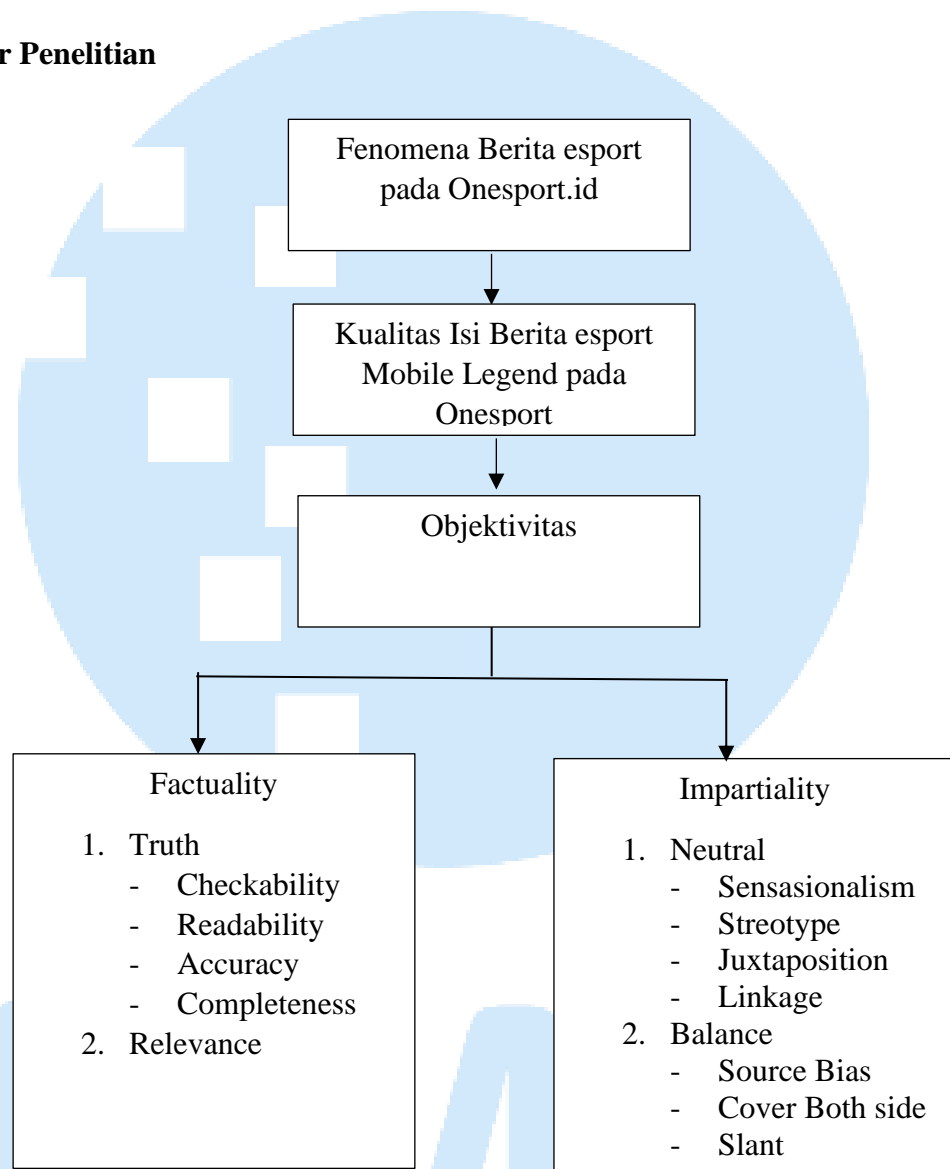 r Penelitian
Fenomena Berita esport
pada Onesport.id
Kualitas Isi Berita esport
Mobile Legend pada
Onesport
Objektivitas
Factuality
1. Truth
- Checkability
- Readability
- Accuracy
- Completeness
2. Relevance
Impartiality
1. Neutral
- Sensasionalism
- Streotype
- Juxtaposition
- Linkage
2. Balance
- Source Bias
- Cover Both side
- Slant